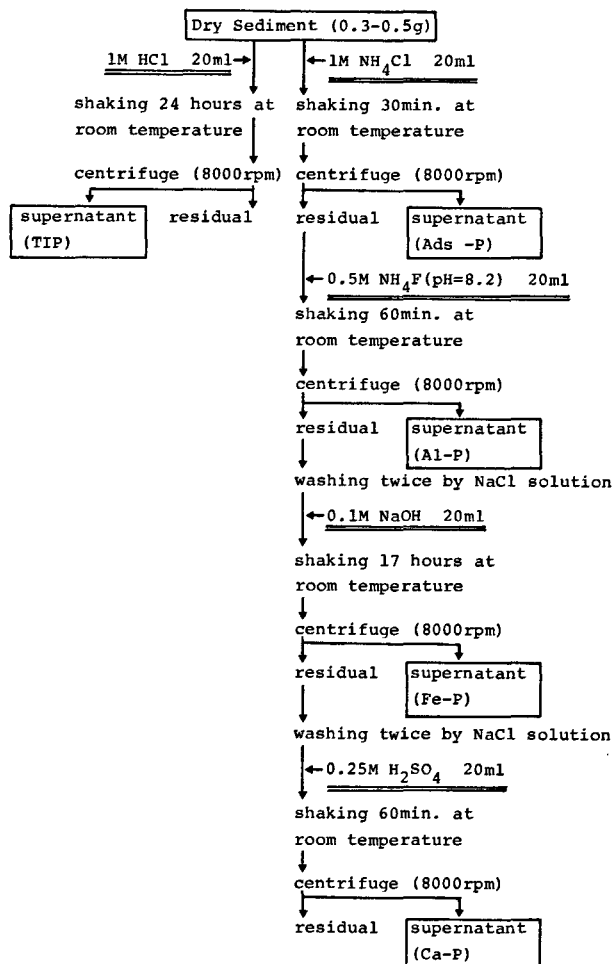 Dry Sediment (0.3-0.5g)
1M HCl 20ml
1M NH4Cl 20ml
shaking 24 hours at
room temperature
shaking 30min. at
room temperature
centrifuge (8000rpm)
centrifuge (8000rpm)
supernatant
(TIP)
residual
residual
supernatant
(Ads -P)
0.5M NH4F(pH=8.2) 20ml
shaking 60min. at
room temperature
centrifuge (8000rpm)
residual
supernatant
(Al-P)
washing twice by NaCl solution
0.1M NaOH 20ml
shaking 17 hours at
room temperature
centrifuge (8000rpm)
residual
supernatant
(Fe-P)
washing twice by NaCl solution
0.25M H2SO4 20ml
shaking 60min. at
room temperature
centrifuge (8000rpm)
residual
supernatant
(Ca-P)